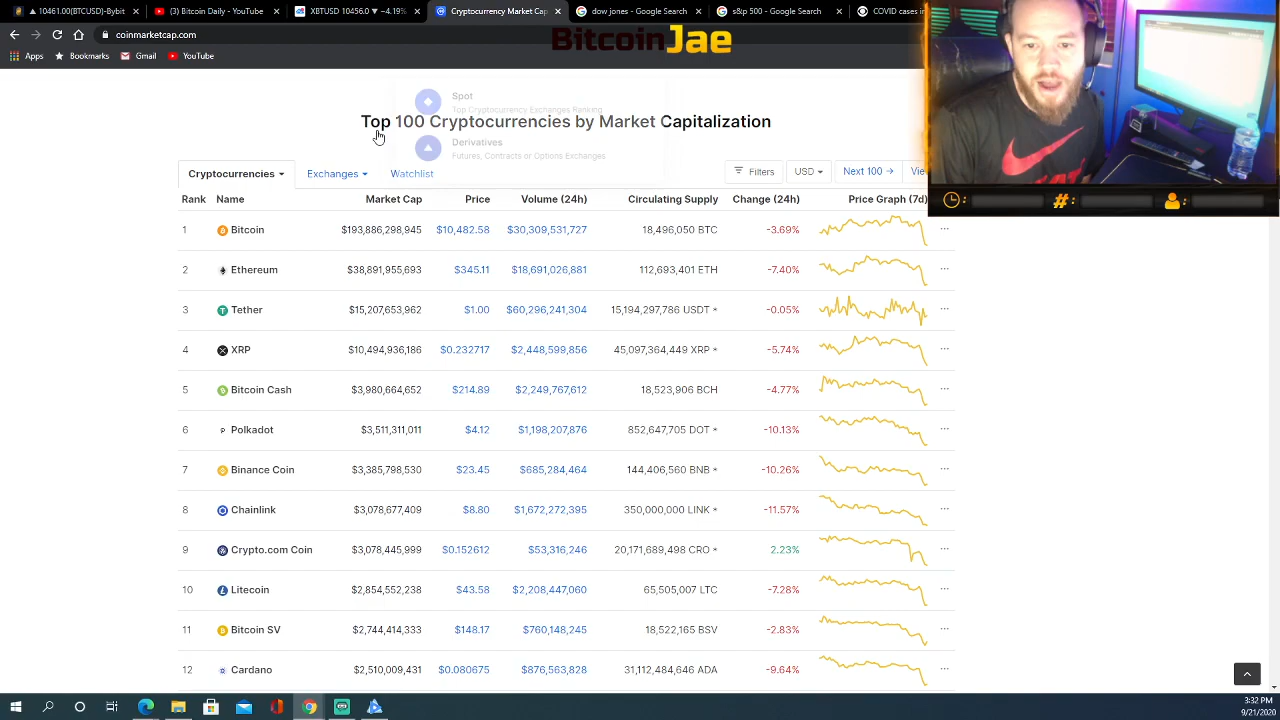 10461.00(BTCUSD)-Bybit
(3) Bitcoin Daily - YouTube
XBTUSD 10456.0 ▼ -4.19%
Cryptocurrency Market Cap
dow jones - Google Search
s&p 500 - Google Search
COVID cases in
coinmarketcap.com
BitcoinJae
Apps Bookmarks Gmail YouTube
Spot
Top Cryptocurrency Exchanges Ranking
Top 100 Cryptocurrencies by Market Capitalization
Derivatives
Futures, Contracts or Options Exchanges
Cryptocurrencies Exchanges Watchlist Filters USD Next 100 →
Rank Name Market Cap Price Volume (24h) Circulating Supply Change (24h) Price Graph (7d)
Bitcoin $10,482.58 $30,309,531,727 18,496,050 BTC -3.69%
2 Ethereum $38,891,955,693 $345.11 $18,691,026,881 112,693,401 ETH -7.40%
3 Tether $15,207,653,962 $1.00 $60,296,241,304 15,194,297,786 USDT * -0.05%
4 XRP $10,494,936,186 $0.232717 $2,448,599,856 45,097,364,449 XRP * -5.74%
5 Bitcoin Cash $3,980,664,652 $214.89 $2,249,767,612 18,523,906 BCH -4.77%
6 Polkadot $3,511,311,011 $4.12 $1,198,207,876 852,647,705 DOT * -10.13%
7 Binance Coin $3,385,798,530 $23.45 $685,284,464 144,406,560 BNB * -10.26%
8 Chainlink $3,078,677,409 $8.80 $1,672,272,395 350,000,000 LINK * -11.57%
9 Crypto.com Coin $3,078,445,999 $0.152612 $53,316,246 20,171,689,498 CRO * 2.23%
10 Litecoin $2,854,552,238 $43.58 $2,208,447,060 65,505,007 LTC -7.28%
11 Bitcoin SV $2,744,414,333 $148.17 $760,148,245 18,522,165 BSV -2.83%
12 Cardano $2,510,009,431 $0.080675 $876,563,828 31,112,484,646 ADA -9.64%
3:32 PM
9/21/2020